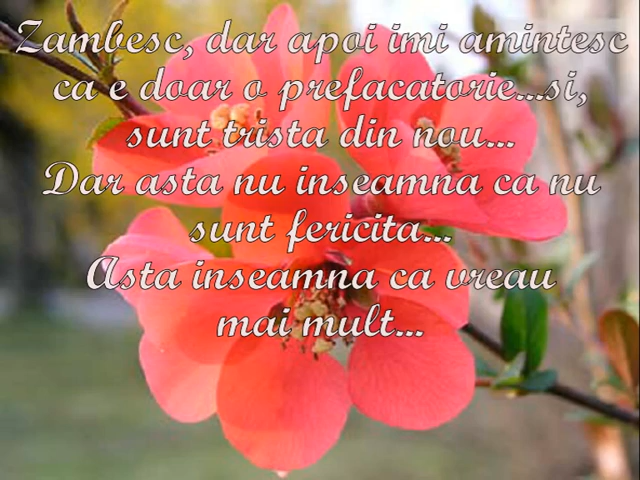 Zambesc, dar apoi imi amintesc
ca e doar o prefacatorie...si,
sunt trista din nou...
Dar asta nu inseamna ca nu
sunt fericita...
Asta inseamna ca vreau
mai mult...